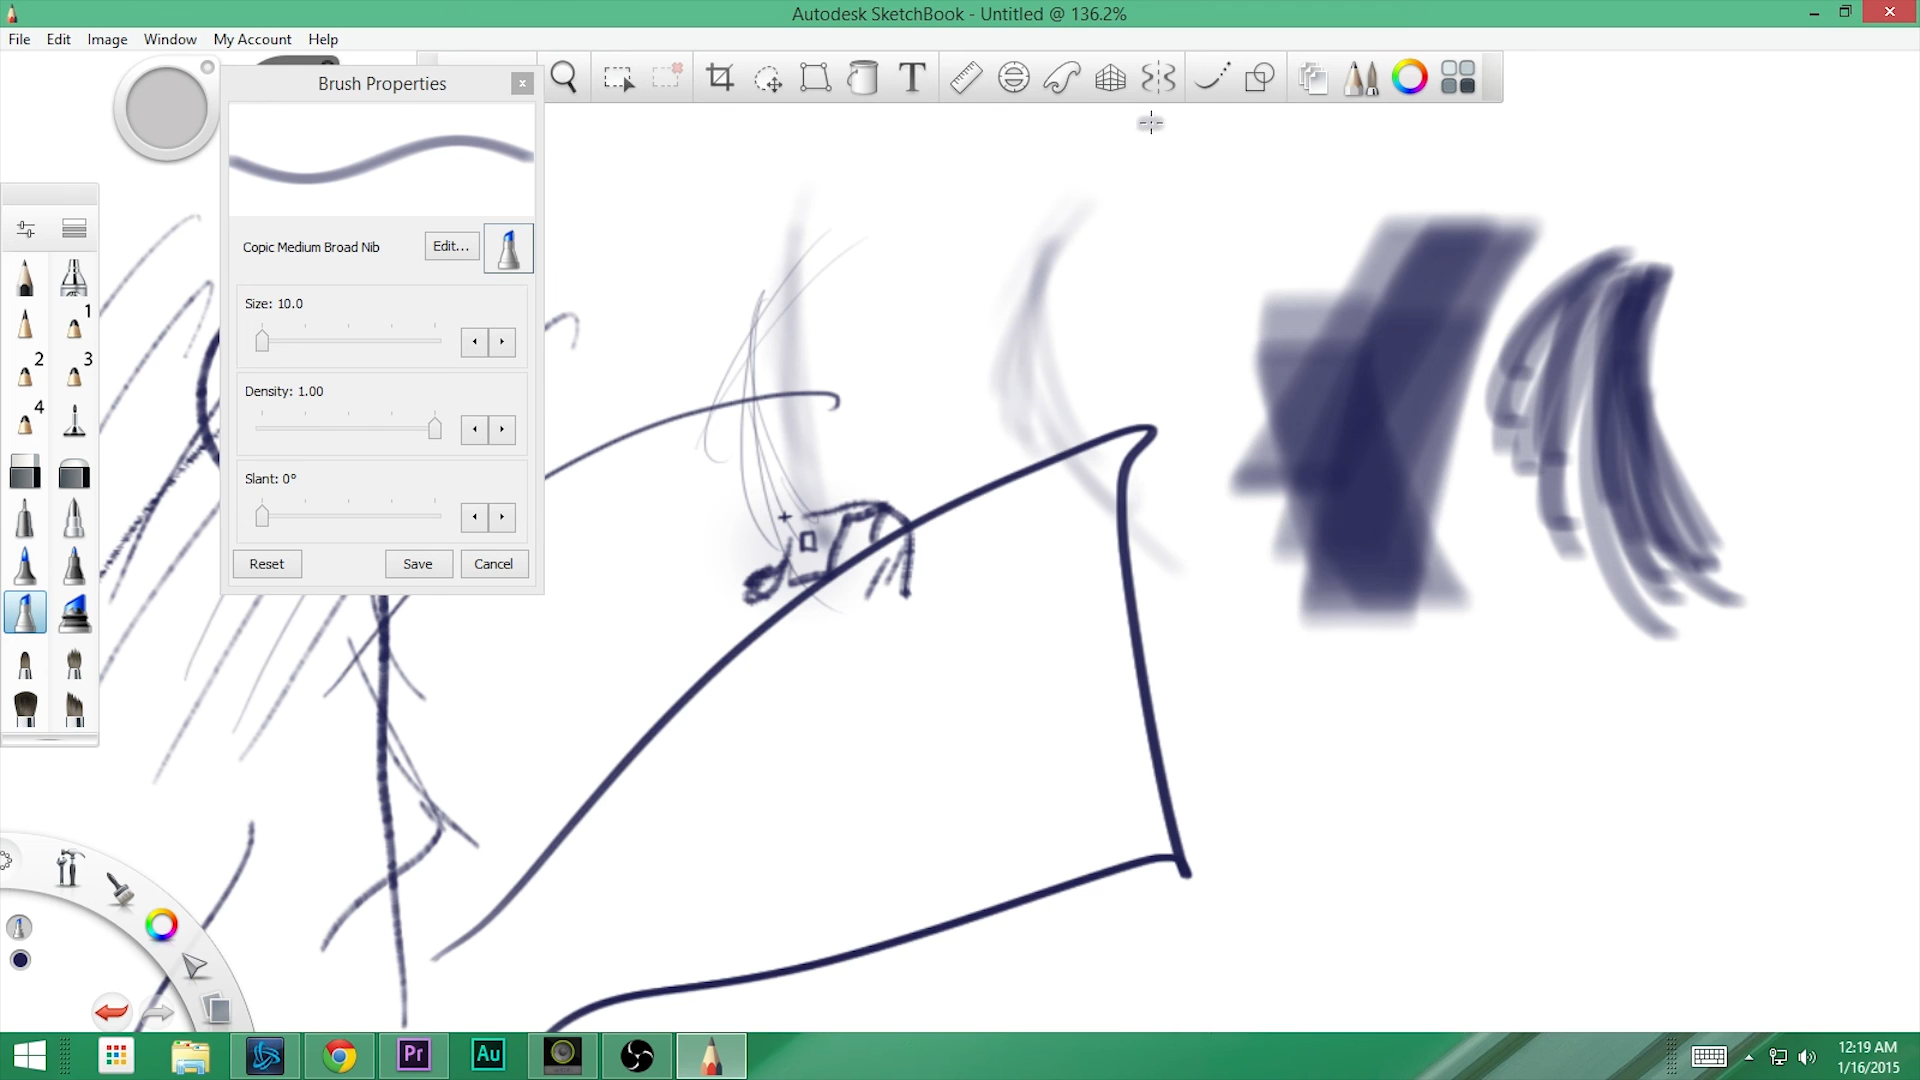 Autodesk SketchBook - Untitled @ 136.2%
File Edit Image Window My Account Help
Brush Properties
T
Copic Medium Broad Nib Edit...
Size: 10.0
1
2 3
Density: 1.00
4
Slant: 0°
Reset Save Cancel
Pr Au
12:19 AM
1/16/2015